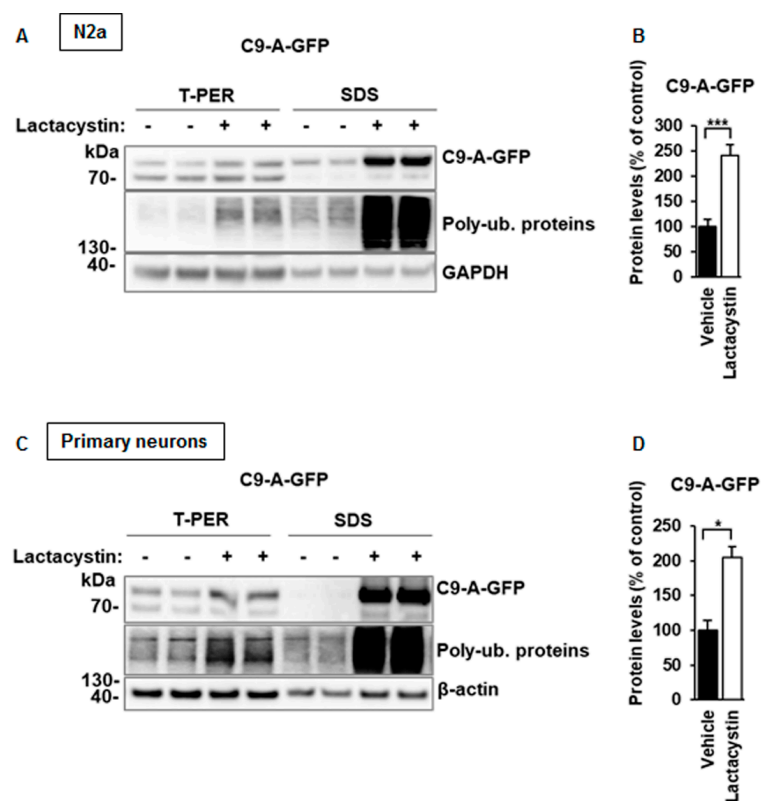 A N2a
C9-A-GFP
T-PER SDS
Lactacystin: - - + + - - + +
kDa
70-
C9-A-GFP
130-
Poly-ub. proteins
40-
GAPDH
B
C9-A-GFP
***
Protein levels (% of control)
300
250
200
150
100
50
0
Vehicle
Lactacystin
C Primary neurons
C9-A-GFP
T-PER SDS
Lactacystin: - - + + - - + +
kDa
70-
C9-A-GFP
Poly-ub. proteins
130-
40-
β-actin
D
C9-A-GFP
*
Protein levels (% of control)
250
200
150
100
50
0
Vehicle
Lactacystin